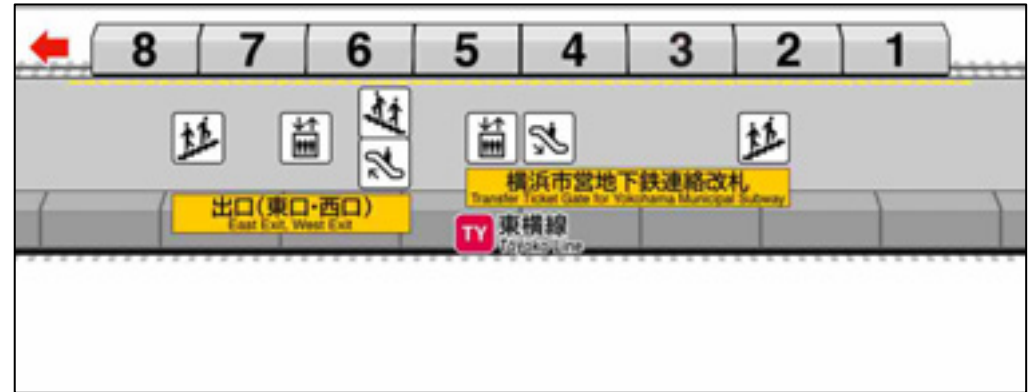 8 7 6 5 4 3 2 1
横浜市営地下鉄連絡改札
Transfer Ticket Gate for Yokohama Municipal Subway
出口(東口・西口)
East Exit, West Exit
TY 東横線
Toyoko Line